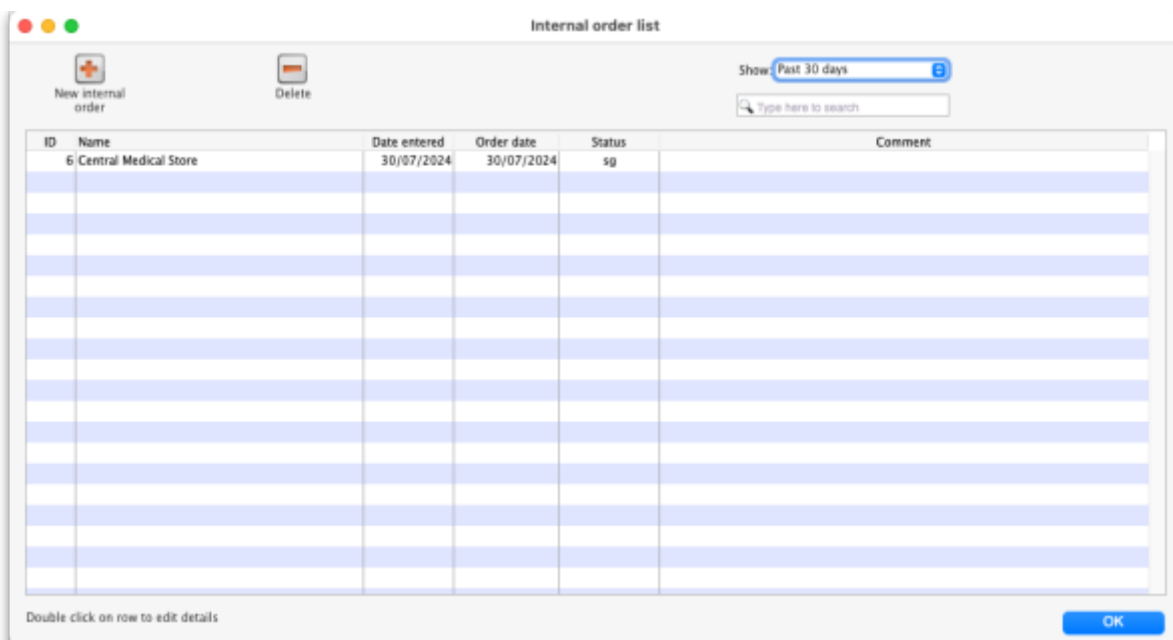 Internal order list
New internal
order
Delete
Show: Past 30 days
Type here to search
ID Name Date entered Order date Status Comment
6 Central Medical Store 30/07/2024 30/07/2024 sg
Double click on row to edit details
OK